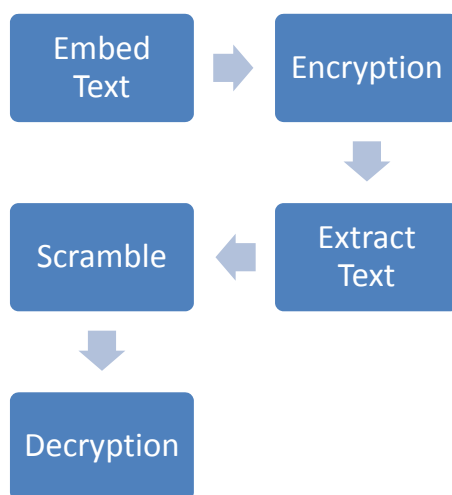 Embed
Text
Encryption
Extract
Text
Scramble
Decryption